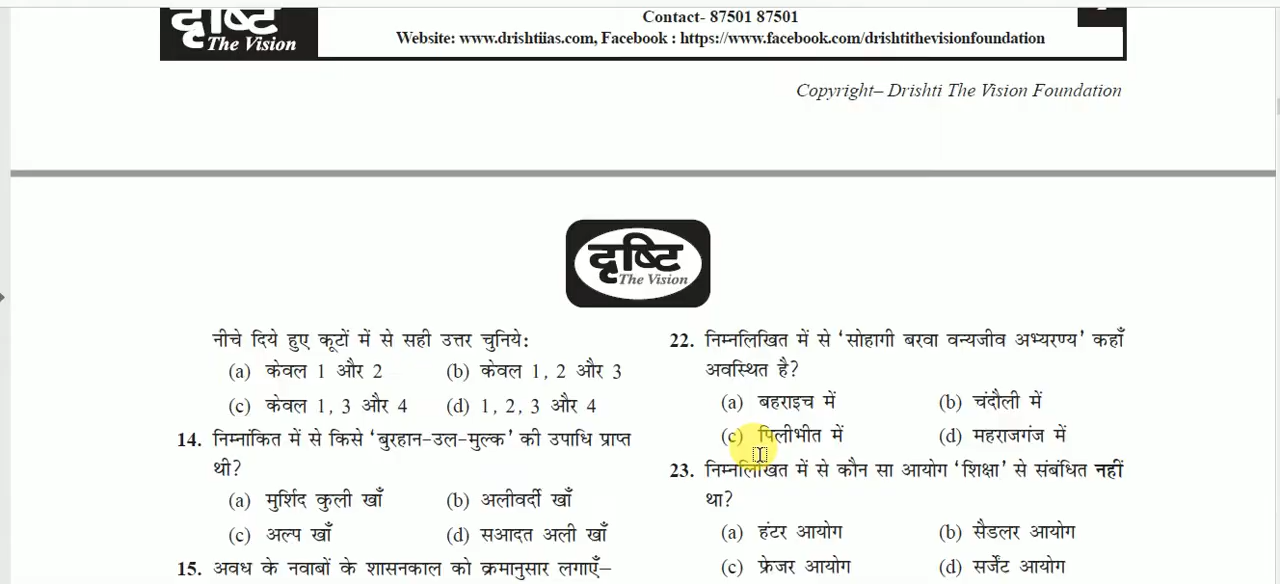 दृष्टि
The Vision
Contact- 87501 87501
Website: www.drishtiias.com, Facebook : https://www.facebook.com/drishtithevisionfoundation
Copyright– Drishti The Vision Foundation
दृष्टि
The Vision
नीचे दिये हुए कूटों में से सही उत्तर चुनिये:
(a) केवल 1 और 2 (b) केवल 1, 2 और 3
(c) केवल 1, 3 और 4 (d) 1, 2, 3 और 4
14. निम्नांकित में से किसे ‘बुरहान-उल-मुल्क’ की उपाधि प्राप्त
थी?
(a) मुर्शिद कुली खाँ (b) अलीवर्दी खाँ
(c) अल्प खाँ (d) सआदत अली खाँ
15. अवध के नवाबों के शासनकाल को क्रमानुसार लगाएँ–
22. निम्नलिखित में से ‘सोहागी बरवा वन्यजीव अभ्यरण्य’ कहाँ
अवस्थित है?
(a) बहराइच में (b) चंदौली में
(c) पिलीभीत में (d) महराजगंज में
23. निम्नलिखित में से कौन सा आयोग ‘शिक्षा’ से संबंधित नहीं
था?
(a) हंटर आयोग (b) सैडलर आयोग
(c) फ्रेजर आयोग (d) सर्जेंट आयोग